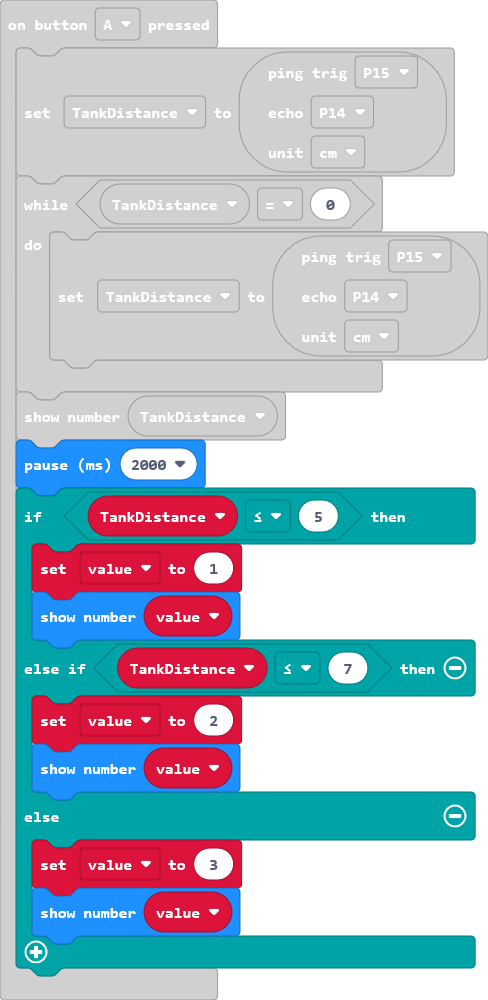 on button A pressed
ping trig P15
set TankDistance to echo P14
unit cm
while TankDistance = 0
do
ping trig P15
set TankDistance to echo P14
unit cm
show number TankDistance
pause (ms) 2000
if TankDistance ≤ 5 then
set value to 1
show number value
else if TankDistance ≤ 7 then
set value to 2
show number value
else
set value to 3
show number value